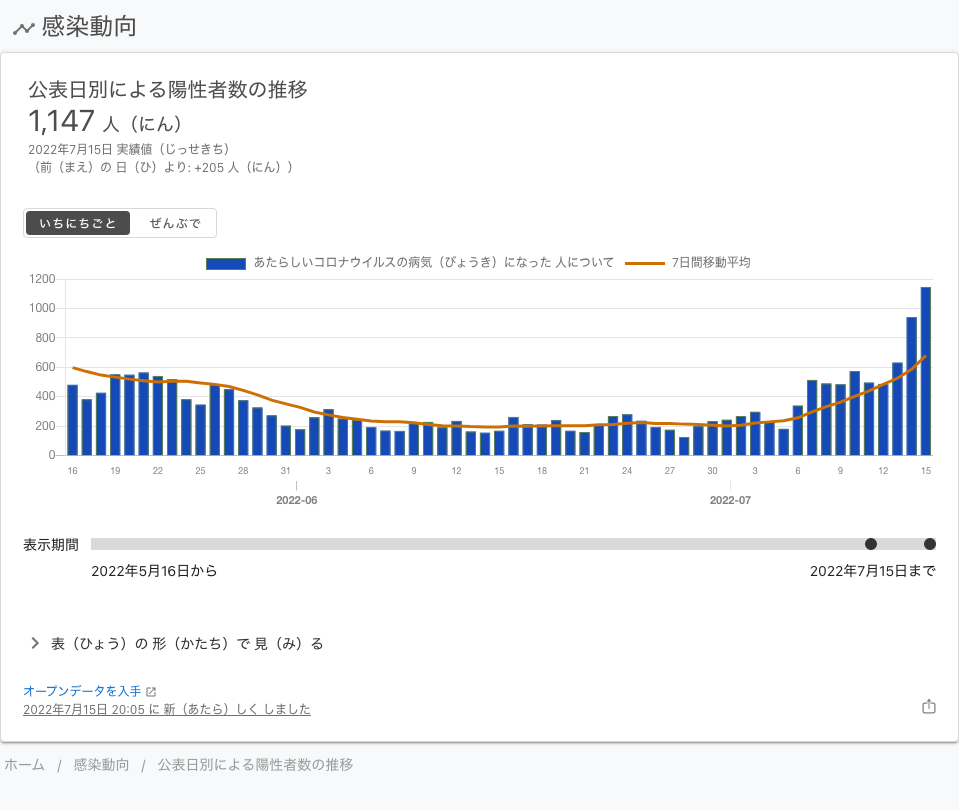 感染動向
公表日別による陽性者数の推移
1,147 人（にん）
2022年7月15日 実績値（じっせきち）
（前（まえ）の 日（ひ）より: +205 人（にん））
いちにちごと ぜんぶで
あたらしいコロナウイルスの病気（びょうき）になった 人について 7日間移動平均
1200
1000
800
600
400
200
0
16 19 22 25 28 31 3 6 9 12 15 18 21 24 27 30 3 6 9 12 15
2022-06 2022-07
表示期間
2022年5月16日から 2022年7月15日まで
表（ひょう）の 形（かたち）で 見（み）る
オープンデータを入手
2022年7月15日 20:05 に 新（あたら）しく しました
ホーム / 感染動向 / 公表日別による陽性者数の推移